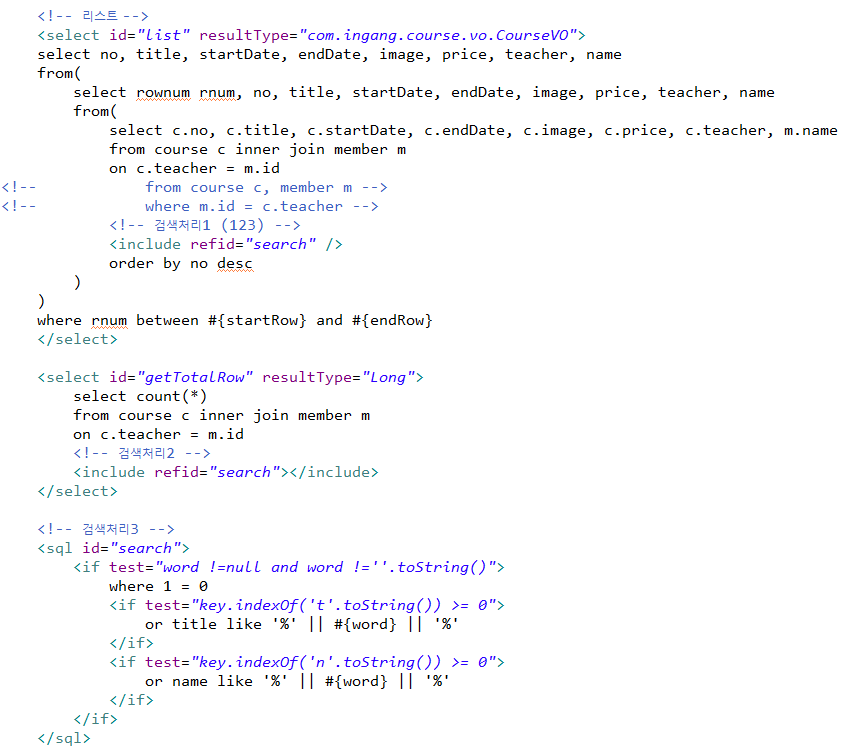 <!-- 리스트 -->
<select id="list" resultType="com.ingang.course.vo.CourseVO">
select no, title, startDate, endDate, image, price, teacher, name
from(
select rownum rnum, no, title, startDate, endDate, image, price, teacher, name
from(
select c.no, c.title, c.startDate, c.endDate, c.image, c.price, c.teacher, m.name
from course c inner join member m
on c.teacher = m.id
<!-- from course c, member m -->
<!-- where m.id = c.teacher -->
<!-- 검색처리1 (123) -->
<include refid="search" />
order by no desc
)
)
where rnum between #{startRow} and #{endRow}
</select>
<select id="getTotalRow" resultType="Long">
select count(*)
from course c inner join member m
on c.teacher = m.id
<!-- 검색처리2 -->
<include refid="search"></include>
</select>
<!-- 검색처리3 -->
<sql id="search">
<if test="word !=null and word !=''.toString()">
where 1 = 0
<if test="key.indexOf('t'.toString()) >= 0">
or title like '%' || #{word} || '%'
</if>
<if test="key.indexOf('n'.toString()) >= 0">
or name like '%' || #{word} || '%'
</if>
</if>
</sql>